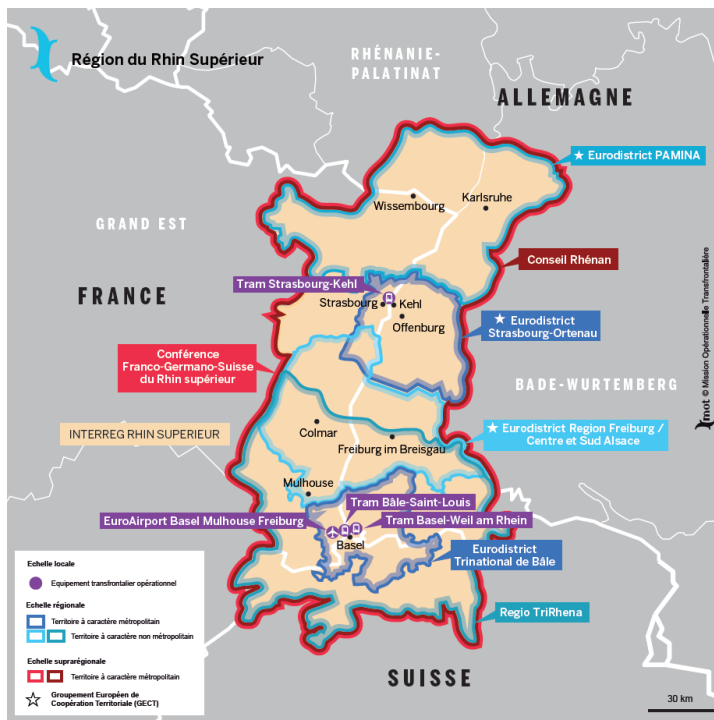 Région du Rhin Supérieur
RHÉNANIE-
PALATINAT
ALLEMAGNE
★ Eurodistrict PAMINA
Wissembourg
Karlsruhe
GRAND EST
Conseil Rhénan
FRANCE
Tram Strasbourg-Kehl
Strasbourg
Kehl
Offenburg
★ Eurodistrict
Strasbourg-Ortenau
Conférence
Franco-Germano-Suisse
du Rhin supérieur
BADE-WURTEMBERG
INTERREG RHIN SUPERIEUR
Colmar
Freiburg im Breisgau
★ Eurodistrict Region Freiburg /
Centre et Sud Alsace
Mulhouse
Tram Bâle-Saint-Louis
EuroAirport Basel Mulhouse Freiburg
Tram Basel-Weil am Rhein
Basel
Eurodistrict
Trinational de Bâle
Regio TriRhena
SUISSE
Echelle locale
Equipement transfrontalier opérationnel
Echelle régionale
Territoire à caractère métropolitain
Territoire à caractère non métropolitain
Echelle suprarégionale
Territoire à caractère métropolitain
Groupement Européen de
Coopération Territoriale (GECT)
30 km
mot © Mission Opérationnelle Transfrontalière